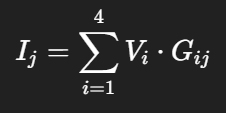 I_j = \sum_{i=1}^{4} V_i \cdot G_{ij}